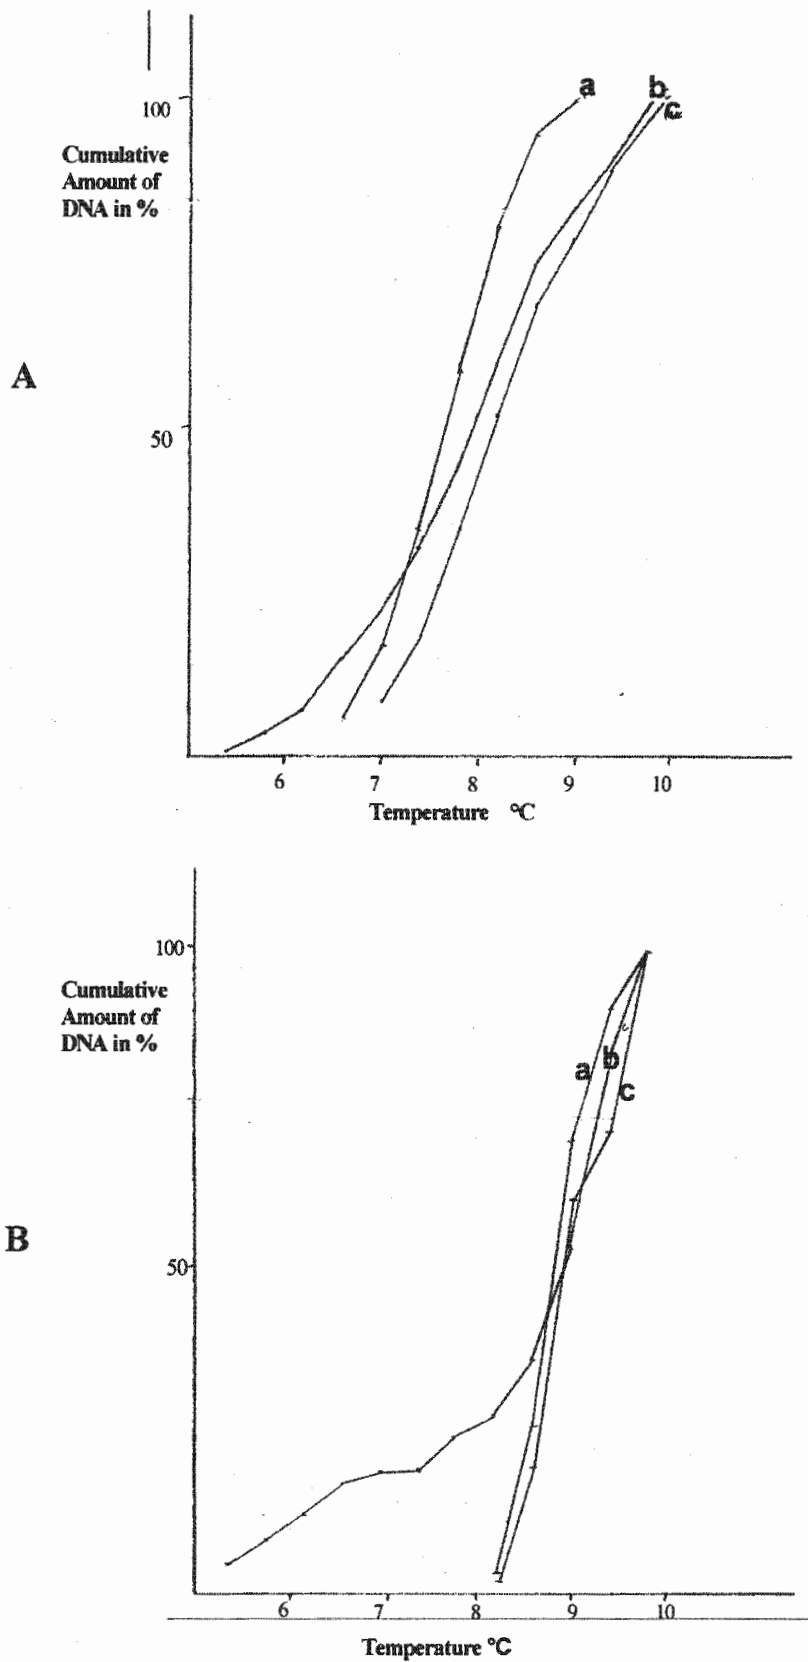 a
b
c
100
Cumulative
Amount of
DNA in %
A
50
6 7 8 9 10
Temperature °C
100
Cumulative
Amount of
DNA in %
a
b
c
B
50
6 7 8 9 10
Temperature °C